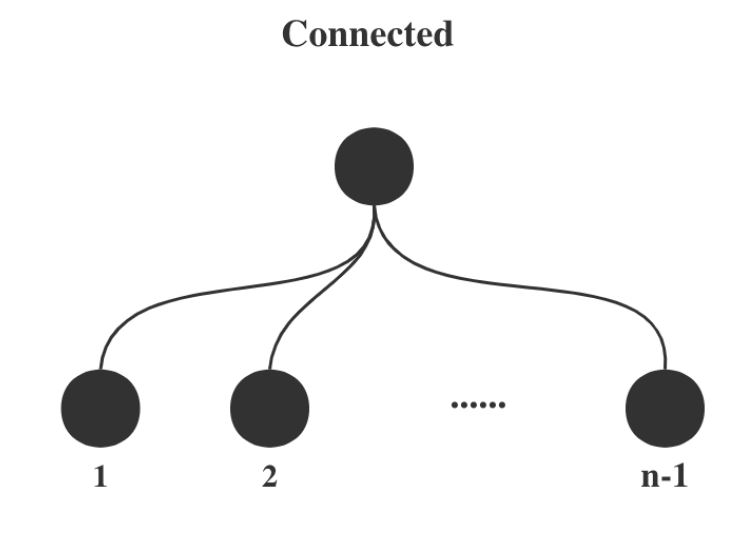 Connected
......
1 2 n-1